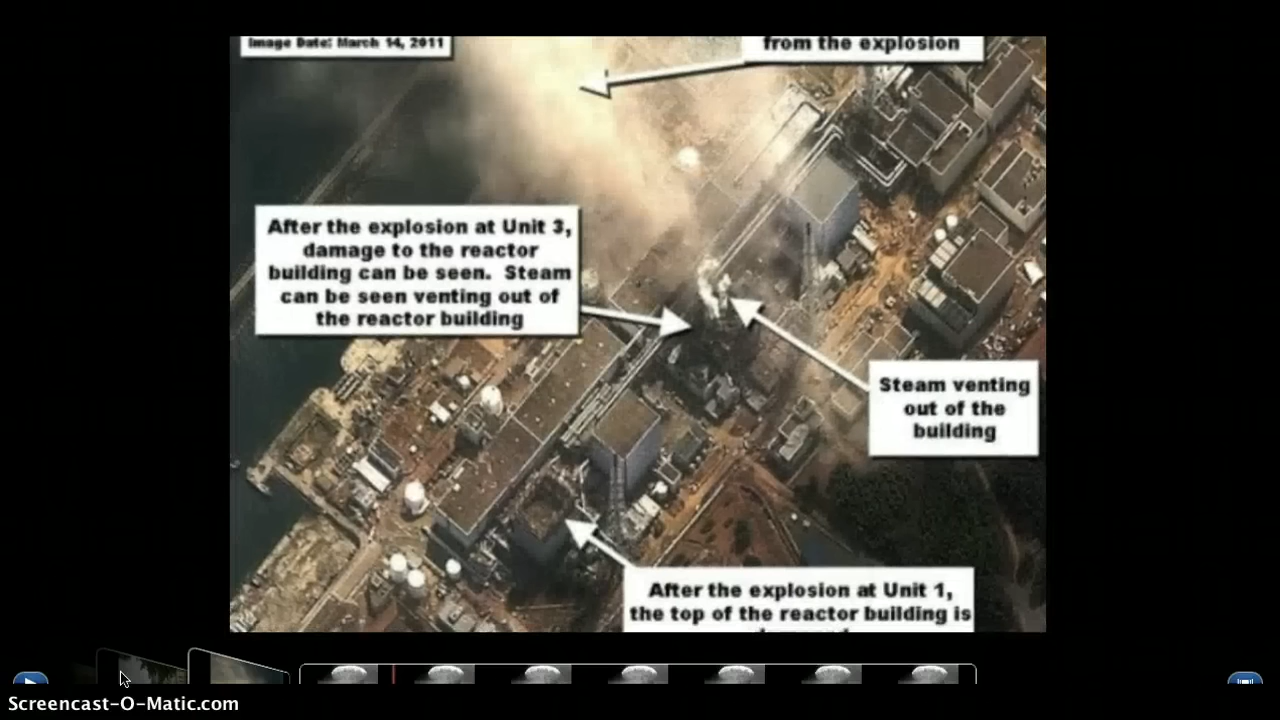 Image Date: March 14, 2011
from the explosion
After the explosion at Unit 3,
damage to the reactor
building can be seen. Steam
can be seen venting out of
the reactor building
Steam venting
out of the
building
After the explosion at Unit 1,
the top of the reactor building is
Screencast-O-Matic.com